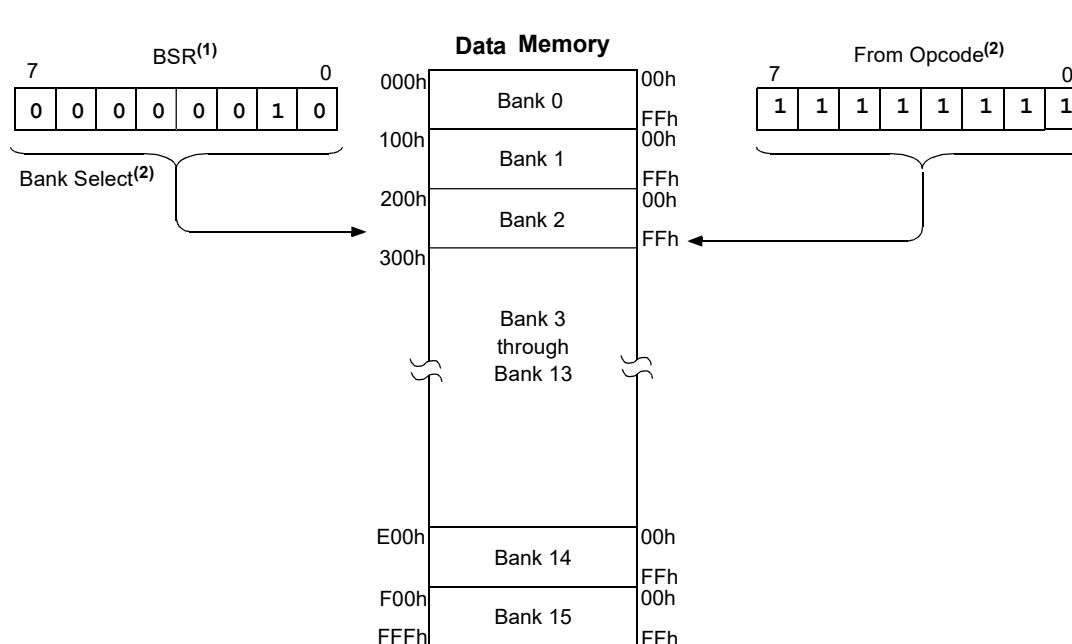 Data Memory
BSR(1)
7 0
0 0 0 0 0 0 1 0
Bank Select(2)
From Opcode(2)
7 0
1 1 1 1 1 1 1 1
000h Bank 0 00h
FFh
100h Bank 1 00h
FFh
200h Bank 2 00h
FFh
300h
Bank 3
through
Bank 13
E00h Bank 14 00h
FFh
F00h Bank 15 00h
FFFh FFh